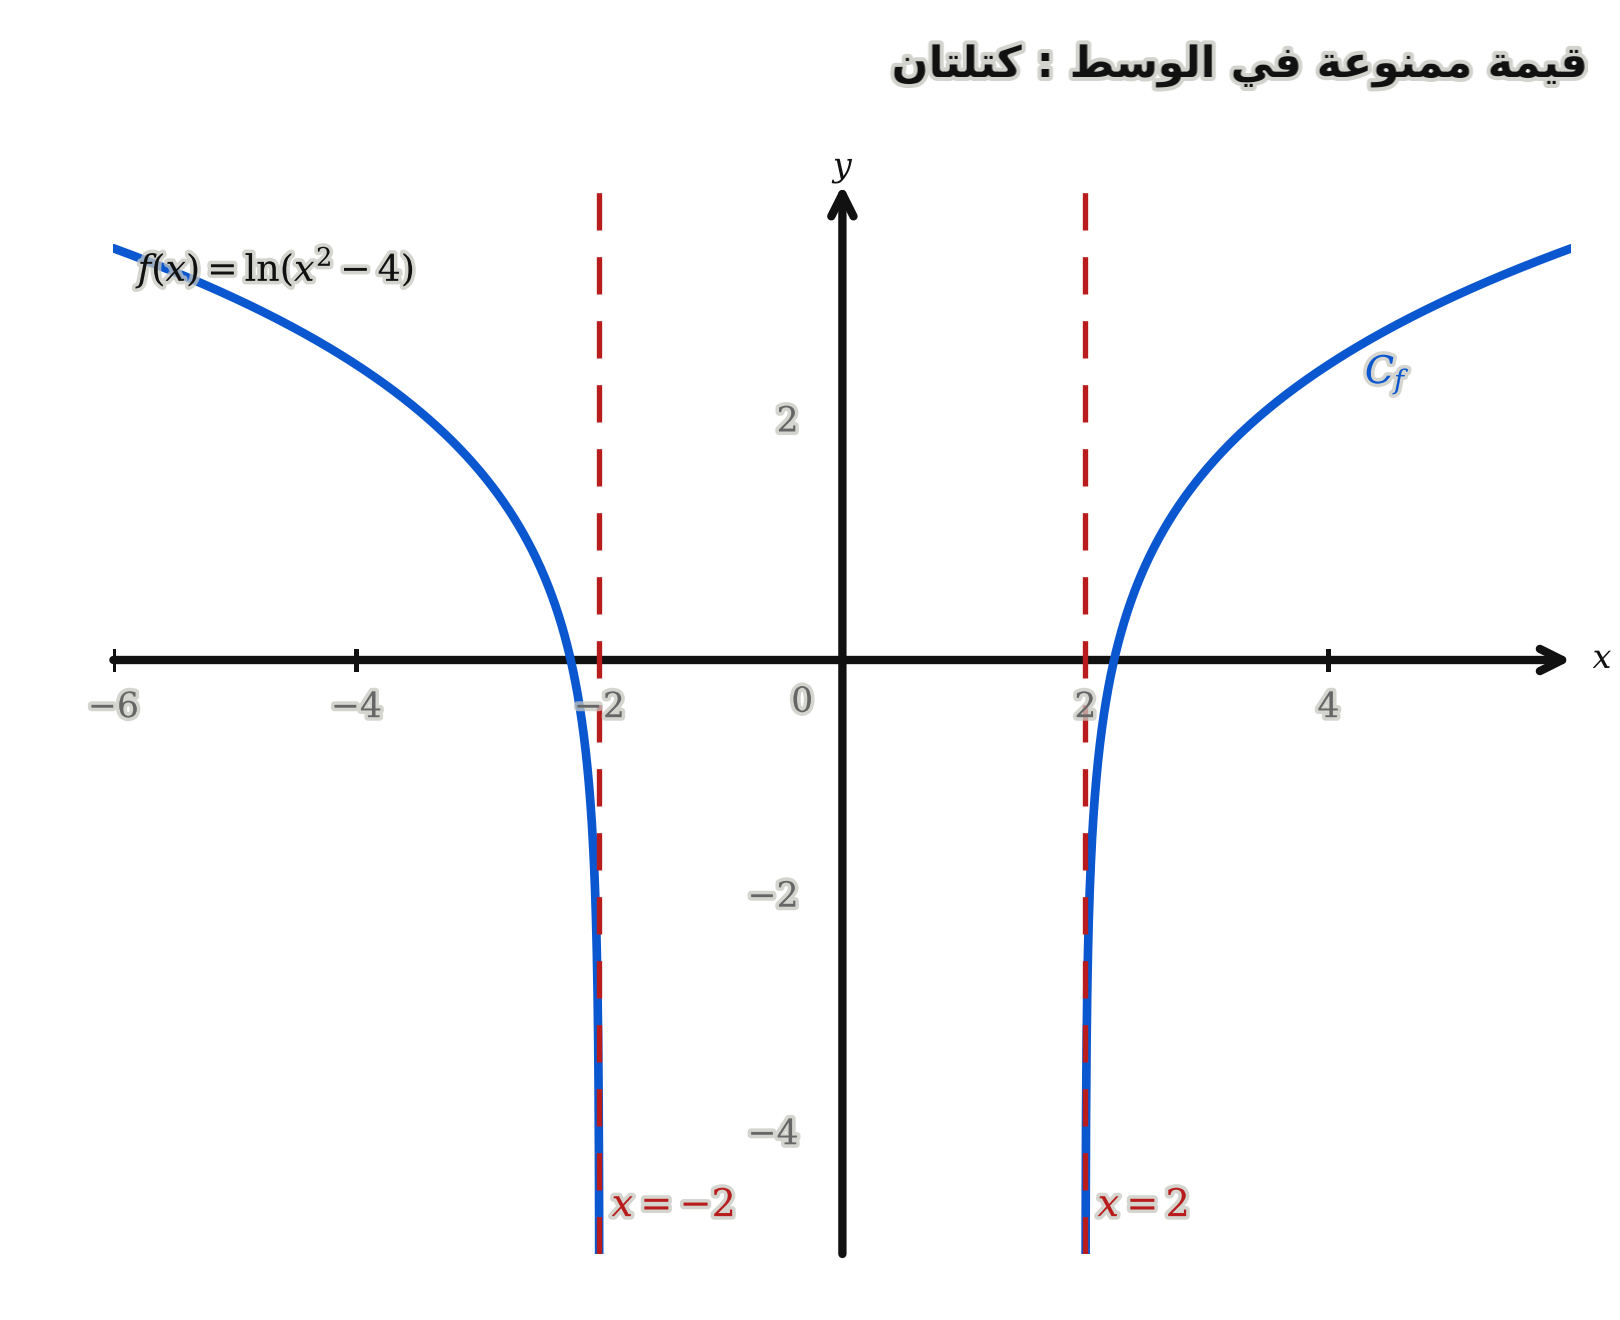 قيمة ممنوعة في الوسط : كتلتان
y
f(x) = ln(x² − 4)
C_f
2
x
−6
−4
−2
0
2
4
−2
−4
x = −2
x = 2